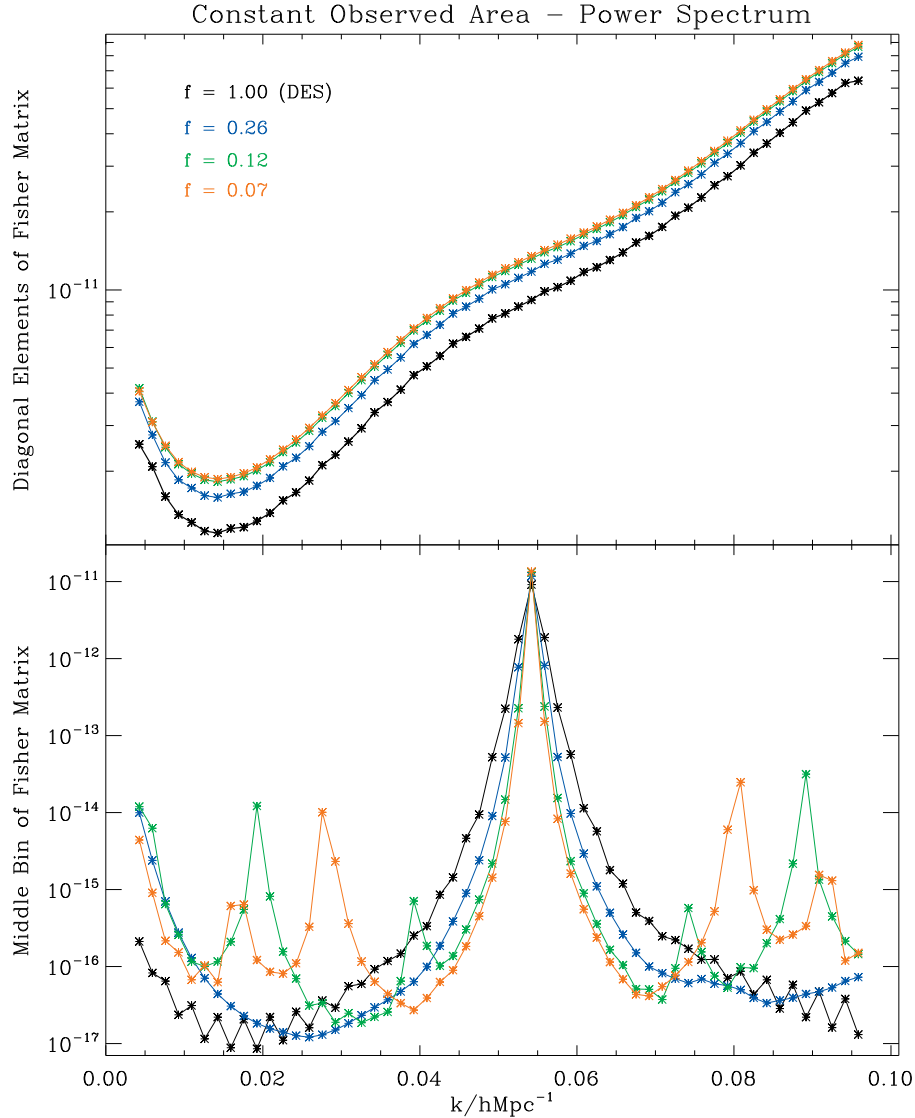 Constant Observed Area – Power Spectrum
Diagonal Elements of Fisher Matrix
f = 1.00 (DES)
f = 0.26
f = 0.12
f = 0.07
10⁻¹¹
Middle Bin of Fisher Matrix
10⁻¹¹
10⁻¹²
10⁻¹³
10⁻¹⁴
10⁻¹⁵
10⁻¹⁶
10⁻¹⁷
0.00 0.02 0.04 0.06 0.08 0.10
k/hMpc⁻¹